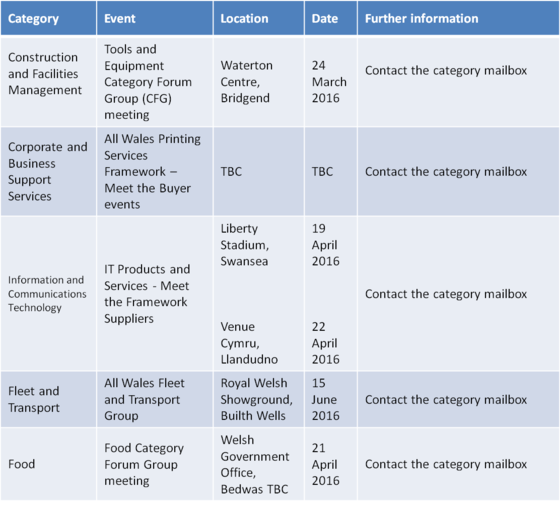 Category
Event
Location
Date
Further information
Construction
and Facilities
Management
Tools and
Equipment
Category Forum
Group (CFG)
meeting
Waterton
Centre,
Bridgend
24
March
2016
Contact the category mailbox
Corporate and
Business
Support
Services
All Wales Printing
Services
Framework –
Meet the Buyer
events
TBC
TBC
Contact the category mailbox
Information and
Communications
Technology
IT Products and
Services - Meet
the Framework
Suppliers
Liberty
Stadium,
Swansea
19
April
2016
Venue
Cymru,
Llandudno
22
April
2016
Contact the category mailbox
Fleet and
Transport
All Wales Fleet
and Transport
Group
Royal Welsh
Showground,
Builth Wells
15
June
2016
Contact the category mailbox
Food
Food Category
Forum Group
meeting
Welsh
Government
Office,
Bedwas TBC
21
April
2016
Contact the category mailbox